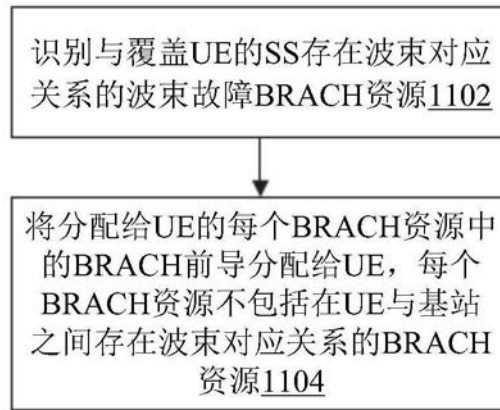 识别与覆盖UE的SS存在波束对应
关系的波束故障BRACH资源1102
将分配给UE的每个BRACH资源中
的BRACH前导分配给UE，每个
BRACH资源不包括在UE与基站
之间存在波束对应关系的BRACH
资源1104